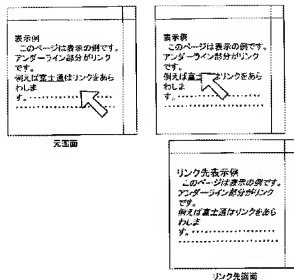 表示例
このページは表示の例です。
アンダーライン部分がリンク
です。
例えば富士通はリンクをあら
わしま
す。
元画面
表示例
このページは表示の例です。
アンダーライン部分がリンク
です。
例えば富士 はリンクをあら
わしま
す。
リンク先表示例
このページは表示の例です。
アンダーライン部分がリンク
です。
例えば富士通はリンクをあら
わしま
す。
リンク先画面